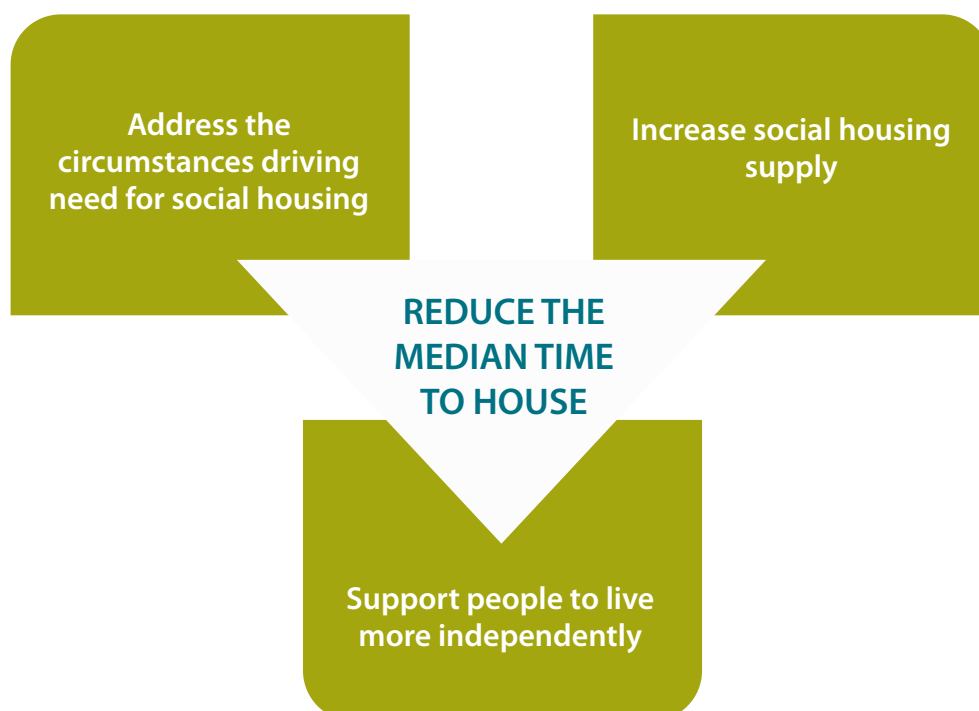 Address the
circumstances driving
need for social housing
Increase social housing
supply
REDUCE THE
MEDIAN TIME
TO HOUSE
Support people to live
more independently